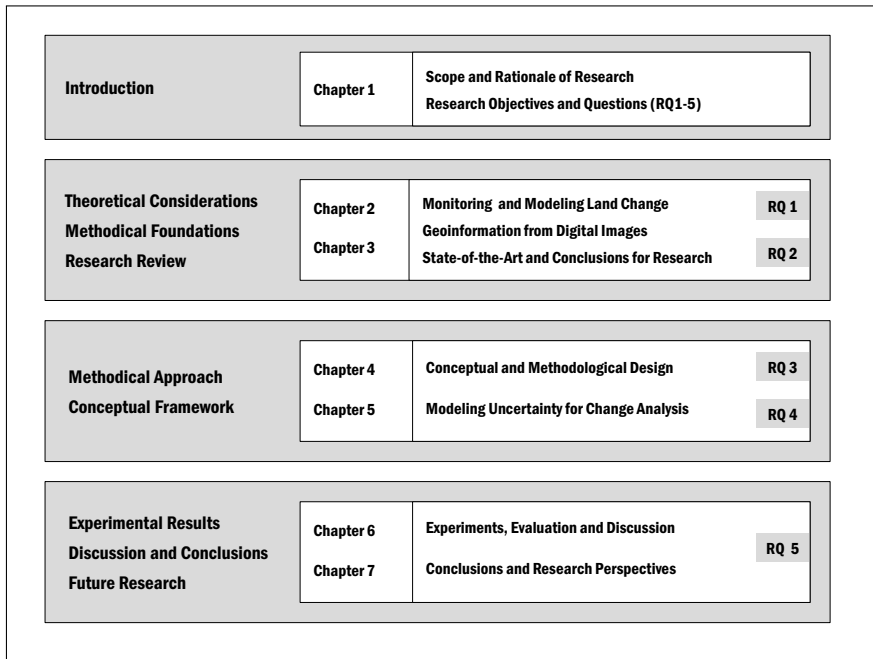 Introduction
Chapter 1
Scope and Rationale of Research
Research Objectives and Questions (RQ1-5)
Theoretical Considerations
Methodical Foundations
Research Review
Chapter 2
Chapter 3
Monitoring and Modeling Land Change
Geoinformation from Digital Images
State-of-the-Art and Conclusions for Research
RQ 1
RQ 2
Methodical Approach
Conceptual Framework
Chapter 4
Chapter 5
Conceptual and Methodological Design
Modeling Uncertainty for Change Analysis
RQ 3
RQ 4
Experimental Results
Discussion and Conclusions
Future Research
Chapter 6
Chapter 7
Experiments, Evaluation and Discussion
Conclusions and Research Perspectives
RQ 5